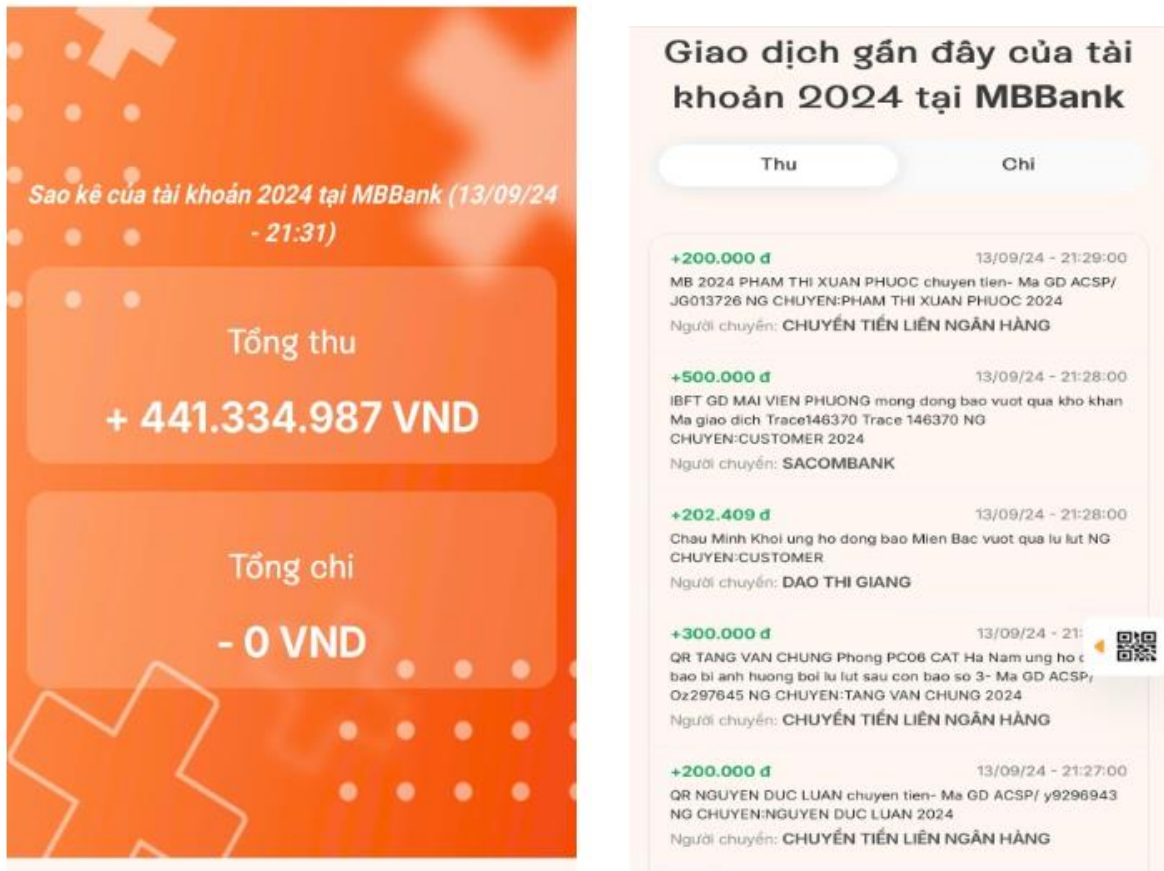 Sao kê của tài khoản 2024 tại MBBank (13/09/24
- 21:31)
Tổng thu
+ 441.334.987 VND
Tổng chi
- 0 VND
Giao dịch gần đây của tài
khoản 2024 tại MBBank
Thu Chi
+200.000 đ 13/09/24 - 21:29:00
MB 2024 PHAM THI XUAN PHUOC chuyen tien- Ma GD ACSP/
JG013726 NG CHUYEN:PHAM THI XUAN PHUOC 2024
Người chuyển: CHUYỂN TIỀN LIÊN NGÂN HÀNG
+500.000 đ 13/09/24 - 21:28:00
IBFT GD MAI VIEN PHUONG mong dong bao vuot qua kho khan
Ma giao dich Trace146370 Trace 146370 NG
CHUYEN:CUSTOMER 2024
Người chuyển: SACOMBANK
+202.409 đ 13/09/24 - 21:28:00
Chau Minh Khoi ung ho dong bao Mien Bac vuot qua lu lut NG
CHUYEN:CUSTOMER
Người chuyển: DAO THI GIANG
+300.000 đ 13/09/24 - 21:
QR TANG VAN CHUNG Phong PC06 CAT Ha Nam ung ho
bao bi anh huong boi lu lut sau con bao so 3- Ma GD ACSP/
Oz297645 NG CHUYEN:TANG VAN CHUNG 2024
Người chuyển: CHUYỂN TIỀN LIÊN NGÂN HÀNG
+200.000 đ 13/09/24 - 21:27:00
QR NGUYEN DUC LUAN chuyen tien- Ma GD ACSP/ y9296943
NG CHUYEN:NGUYEN DUC LUAN 2024
Người chuyển: CHUYỂN TIỀN LIÊN NGÂN HÀNG